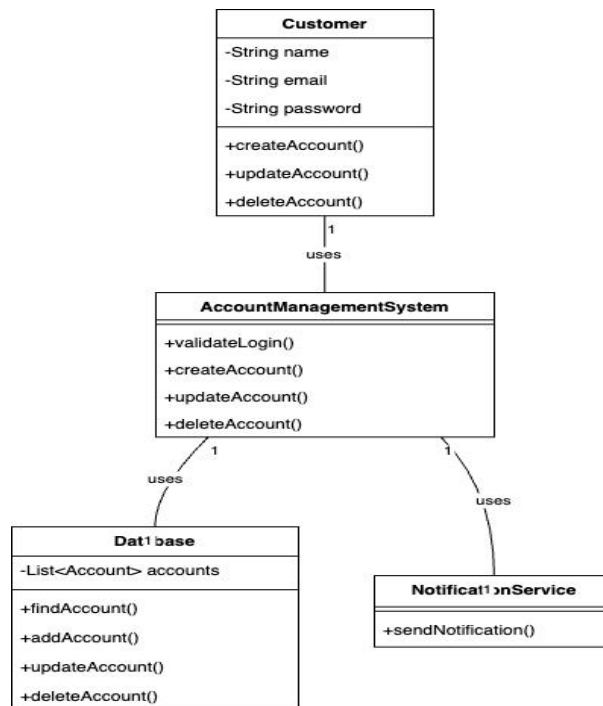 Customer
-String name
-String email
-String password
+createAccount()
+updateAccount()
+deleteAccount()
1
uses
AccountManagementSystem
+validateLogin()
+createAccount()
+updateAccount()
+deleteAccount()
1
1
uses
uses
Dat1base
-List<Account> accounts
+findAccount()
+addAccount()
+updateAccount()
+deleteAccount()
Notificat1onService
+sendNotification()